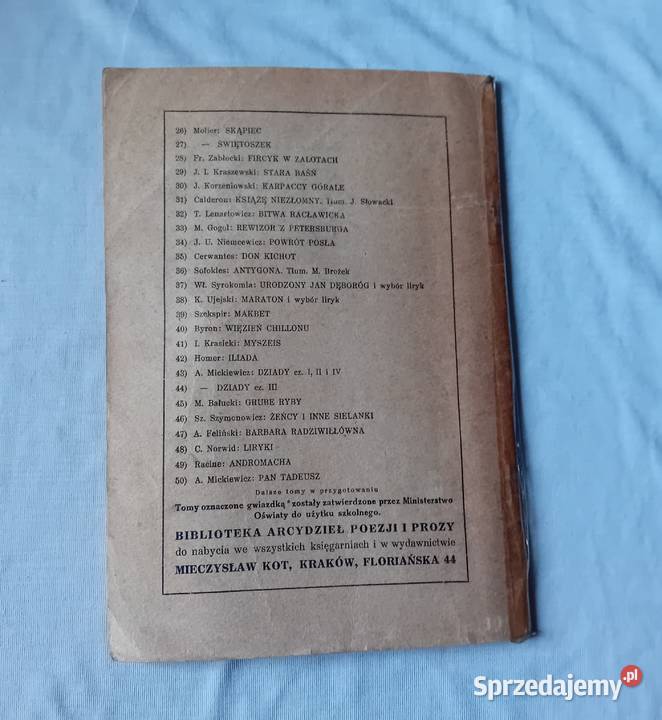 26) Molier: SKĄPIEC
27) — ŚWIĘTOSZEK
28) Fr. Zabłocki: FIRCYK W ZALOTACH
29) J. I. Kraszewski: STARA BAŚŃ
30) J. Korzeniowski: KARPACCY GÓRALE
31) Calderon: KSIĄŻĘ NIEZŁOMNY. Tłum. J. Słowacki
32) T. Lenartowicz: BITWA RACŁAWICKA
33) M. Gogol: REWIZOR Z PETERSBURGA
34) J. U. Niemcewicz: POWRÓT POSŁA
35) Cerwantes: DON KICHOT
36) Sofokles: ANTYGONA. Tłum. M. Brożek
37) Wł. Syrokomla: URODZONY JAN DĘBORÓG i wybór liryk
38) K. Ujejski: MARATON i wybór liryk
39) Szekspir: MAKBET
40) Byron: WIĘZIEŃ CHILLONU
41) I. Krasicki: MYSZEIS
42) Homer: ILIADA
43) A. Mickiewicz: DZIADY cz. I, II i IV
44) — DZIADY cz. III
45) M. Bałucki: GRUBE RYBY
46) Sz. Szymonowicz: ŻEŃCY I INNE SIELANKI
47) A. Feliński: BARBARA RADZIWIŁŁÓWNA
48) C. Norwid: LIRYKI
49) Racine: ANDROMACHA
50) A. Mickiewicz: PAN TADEUSZ
Dalsze tomy w przygotowaniu
Tomy oznaczone gwiazdką * zostały zatwierdzone przez Ministerstwo
Oświaty do użytku szkolnego.
BIBLIOTEKA ARCYDZIEŁ POEZJI I PROZY
do nabycia we wszystkich księgarniach i w wydawnictwie
MIECZYSŁAW KOT, KRAKÓW, FLORIAŃSKA 44
Sprzedajemy.pl